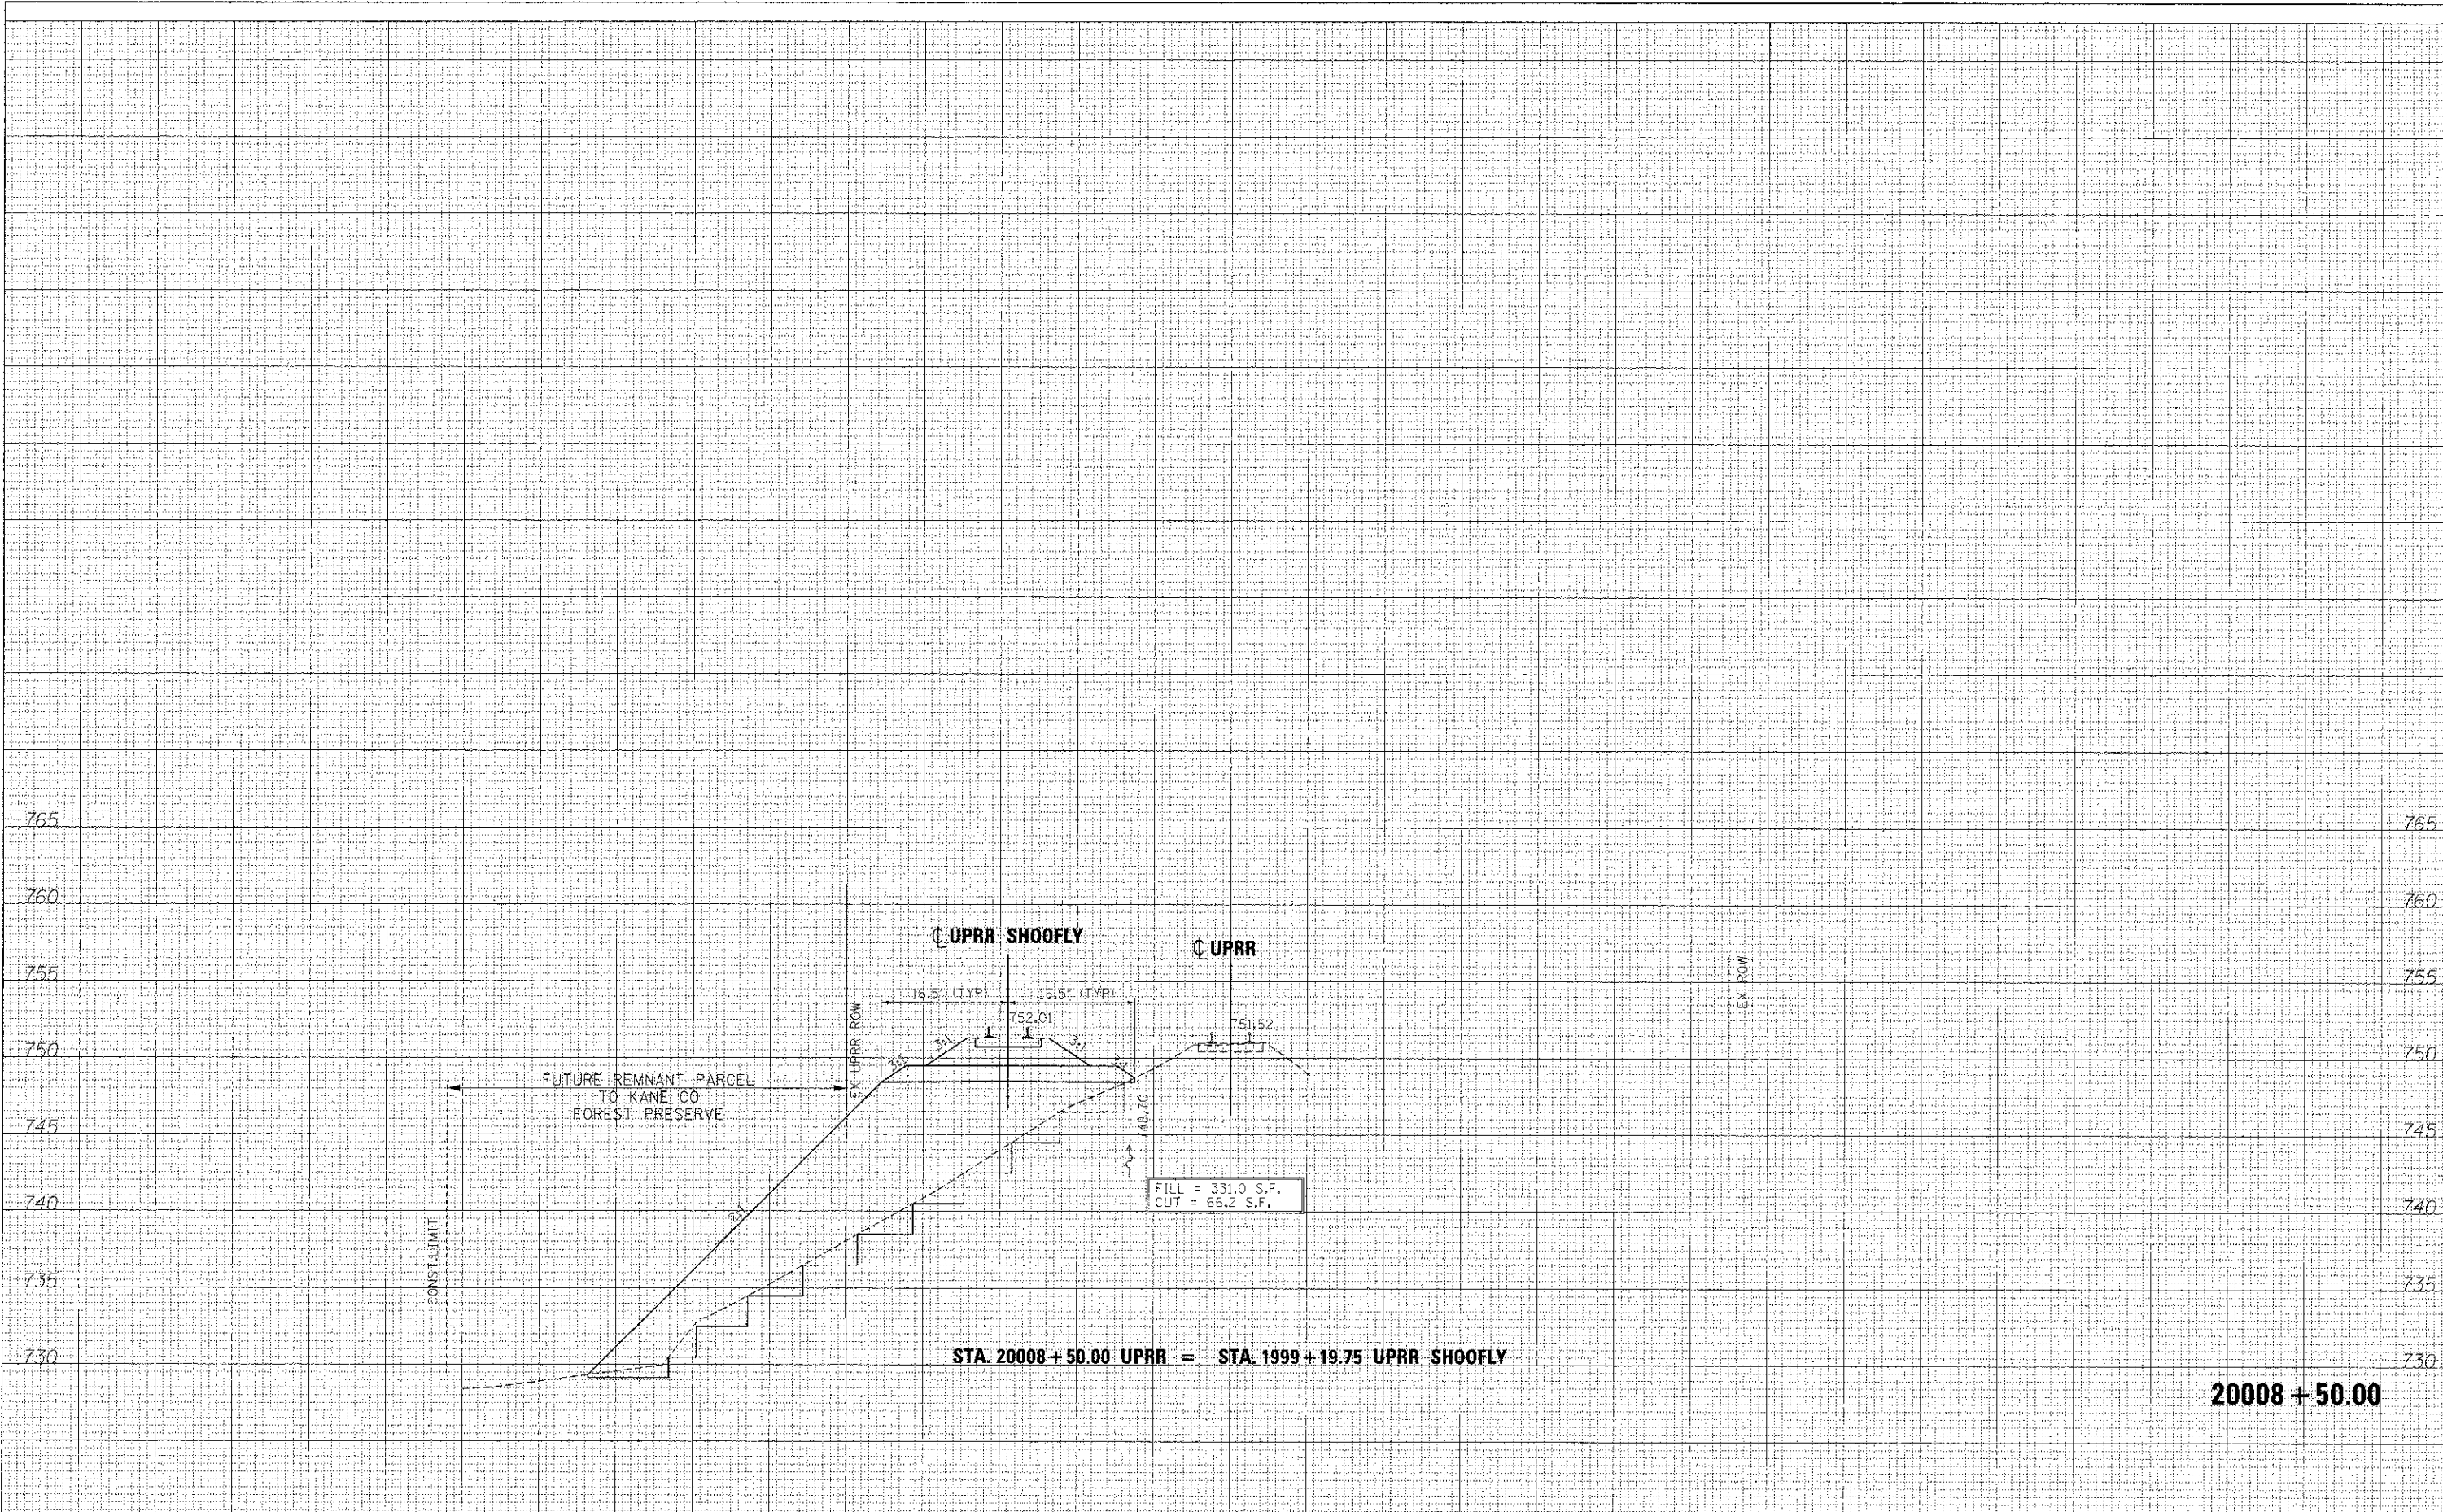 765 765
760 760
℄ UPRR SHOOFLY
℄ UPRR
755 755
EX ROW
16.5' (TYP) 16.5' (TYP)
752.01
751.52
EX UPRR ROW
3:1 3:1
3:1 3:1
750 750
FUTURE REMNANT PARCEL
TO KANE CO
FOREST PRESERVE
748.70
745 745
FILL = 331.0 S.F.
CUT = 66.2 S.F.
740 740
2:1
CONST. LIMIT
735 735
730 730
STA. 20008+50.00 UPRR = STA. 1999+19.75 UPRR SHOOFLY
20008+50.00